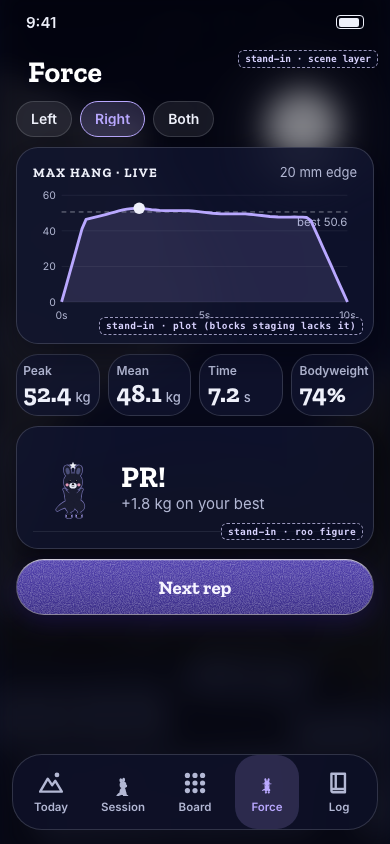 9:41
stand-in · scene layer
Force
Left Right Both
MAX HANG · LIVE 20 mm edge
60
best 50.6
40
20
0
0s 5s 10s
stand-in · plot (blocks staging lacks it)
Peak Mean Time Bodyweight
52.4 kg 48.1 kg 7.2 s 74%
PR!
+1.8 kg on your best
stand-in · roo figure
Next rep
Today Session Board Force Log